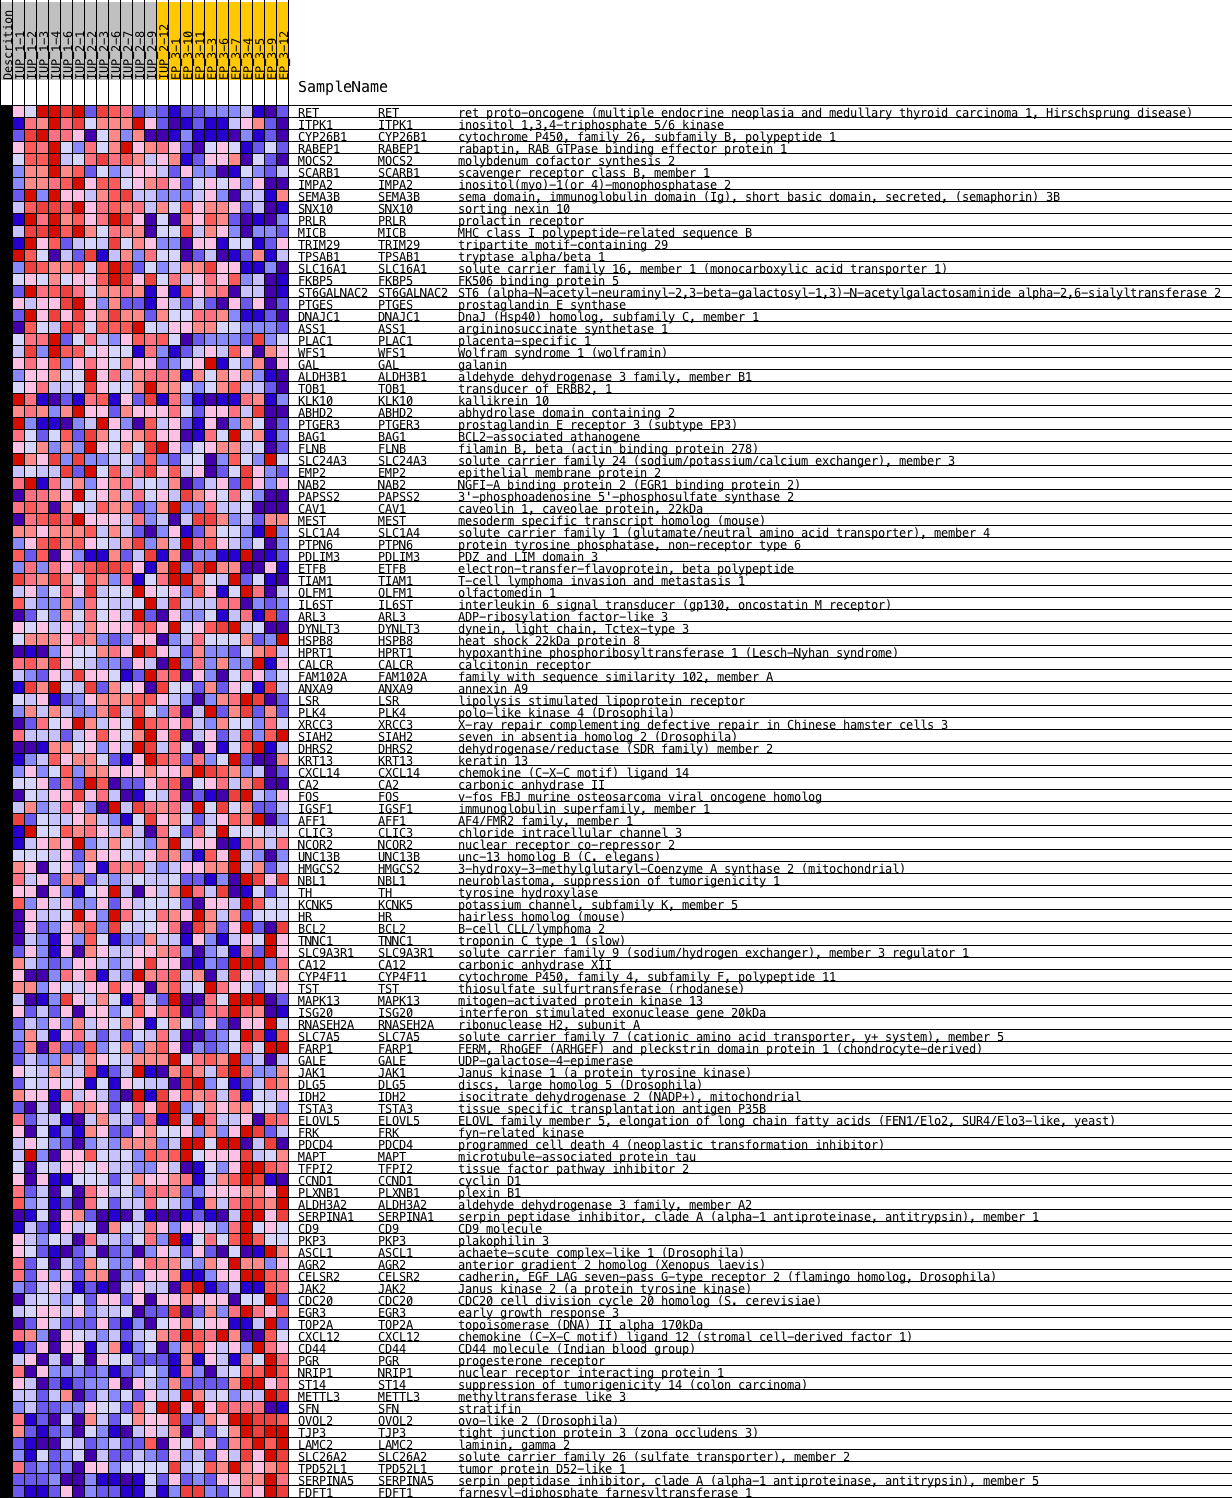 Descrition
IUP_1-1
IUP_1-2
IUP_1-3
IUP_1-4
IUP_1-6
IUP_2-1
IUP_2-2
IUP_2-3
IUP_2-6
IUP_2-7
IUP_2-8
IUP_2-9
IUP_2-12
EP_3-1
EP_3-10
EP_3-11
EP_3-3
EP_3-6
EP_3-7
EP_3-4
EP_3-5
EP_3-9
EP_3-12
SampleName
RET RET ret proto-oncogene (multiple endocrine neoplasia and medullary thyroid carcinoma 1, Hirschsprung disease)
ITPK1 ITPK1 inositol 1,3,4-triphosphate 5/6 kinase
CYP26B1 CYP26B1 cytochrome P450, family 26, subfamily B, polypeptide 1
RABEP1 RABEP1 rabaptin, RAB GTPase binding effector protein 1
MOCS2 MOCS2 molybdenum cofactor synthesis 2
SCARB1 SCARB1 scavenger receptor class B, member 1
IMPA2 IMPA2 inositol(myo)-1(or 4)-monophosphatase 2
SEMA3B SEMA3B sema domain, immunoglobulin domain (Ig), short basic domain, secreted, (semaphorin) 3B
SNX10 SNX10 sorting nexin 10
PRLR PRLR prolactin receptor
MICB MICB MHC class I polypeptide-related sequence B
TRIM29 TRIM29 tripartite motif-containing 29
TPSAB1 TPSAB1 tryptase alpha/beta 1
SLC16A1 SLC16A1 solute carrier family 16, member 1 (monocarboxylic acid transporter 1)
FKBP5 FKBP5 FK506 binding protein 5
ST6GALNAC2 ST6GALNAC2 ST6 (alpha-N-acetyl-neuraminyl-2,3-beta-galactosyl-1,3)-N-acetylgalactosaminide alpha-2,6-sialyltransferase 2
PTGES PTGES prostaglandin E synthase
DNAJC1 DNAJC1 DnaJ (Hsp40) homolog, subfamily C, member 1
ASS1 ASS1 argininosuccinate synthetase 1
PLAC1 PLAC1 placenta-specific 1
WFS1 WFS1 Wolfram syndrome 1 (wolframin)
GAL GAL galanin
ALDH3B1 ALDH3B1 aldehyde dehydrogenase 3 family, member B1
TOB1 TOB1 transducer of ERBB2, 1
KLK10 KLK10 kallikrein 10
ABHD2 ABHD2 abhydrolase domain containing 2
PTGER3 PTGER3 prostaglandin E receptor 3 (subtype EP3)
BAG1 BAG1 BCL2-associated athanogene
FLNB FLNB filamin B, beta (actin binding protein 278)
SLC24A3 SLC24A3 solute carrier family 24 (sodium/potassium/calcium exchanger), member 3
EMP2 EMP2 epithelial membrane protein 2
NAB2 NAB2 NGFI-A binding protein 2 (EGR1 binding protein 2)
PAPSS2 PAPSS2 3'-phosphoadenosine 5'-phosphosulfate synthase 2
CAV1 CAV1 caveolin 1, caveolae protein, 22kDa
MEST MEST mesoderm specific transcript homolog (mouse)
SLC1A4 SLC1A4 solute carrier family 1 (glutamate/neutral amino acid transporter), member 4
PTPN6 PTPN6 protein tyrosine phosphatase, non-receptor type 6
PDLIM3 PDLIM3 PDZ and LIM domain 3
ETFB ETFB electron-transfer-flavoprotein, beta polypeptide
TIAM1 TIAM1 T-cell lymphoma invasion and metastasis 1
OLFM1 OLFM1 olfactomedin 1
IL6ST IL6ST interleukin 6 signal transducer (gp130, oncostatin M receptor)
ARL3 ARL3 ADP-ribosylation factor-like 3
DYNLT3 DYNLT3 dynein, light chain, Tctex-type 3
HSPB8 HSPB8 heat shock 22kDa protein 8
HPRT1 HPRT1 hypoxanthine phosphoribosyltransferase 1 (Lesch-Nyhan syndrome)
CALCR CALCR calcitonin receptor
FAM102A FAM102A family with sequence similarity 102, member A
ANXA9 ANXA9 annexin A9
LSR LSR lipolysis stimulated lipoprotein receptor
PLK4 PLK4 polo-like kinase 4 (Drosophila)
XRCC3 XRCC3 X-ray repair complementing defective repair in Chinese hamster cells 3
SIAH2 SIAH2 seven in absentia homolog 2 (Drosophila)
DHRS2 DHRS2 dehydrogenase/reductase (SDR family) member 2
KRT13 KRT13 keratin 13
CXCL14 CXCL14 chemokine (C-X-C motif) ligand 14
CA2 CA2 carbonic anhydrase II
FOS FOS v-fos FBJ murine osteosarcoma viral oncogene homolog
IGSF1 IGSF1 immunoglobulin superfamily, member 1
AFF1 AFF1 AF4/FMR2 family, member 1
CLIC3 CLIC3 chloride intracellular channel 3
NCOR2 NCOR2 nuclear receptor co-repressor 2
UNC13B UNC13B unc-13 homolog B (C. elegans)
HMGCS2 HMGCS2 3-hydroxy-3-methylglutaryl-Coenzyme A synthase 2 (mitochondrial)
NBL1 NBL1 neuroblastoma, suppression of tumorigenicity 1
TH TH tyrosine hydroxylase
KCNK5 KCNK5 potassium channel, subfamily K, member 5
HR HR hairless homolog (mouse)
BCL2 BCL2 B-cell CLL/lymphoma 2
TNNC1 TNNC1 troponin C type 1 (slow)
SLC9A3R1 SLC9A3R1 solute carrier family 9 (sodium/hydrogen exchanger), member 3 regulator 1
CA12 CA12 carbonic anhydrase XII
CYP4F11 CYP4F11 cytochrome P450, family 4, subfamily F, polypeptide 11
TST TST thiosulfate sulfurtransferase (rhodanese)
MAPK13 MAPK13 mitogen-activated protein kinase 13
ISG20 ISG20 interferon stimulated exonuclease gene 20kDa
RNASEH2A RNASEH2A ribonuclease H2, subunit A
SLC7A5 SLC7A5 solute carrier family 7 (cationic amino acid transporter, y+ system), member 5
FARP1 FARP1 FERM, RhoGEF (ARHGEF) and pleckstrin domain protein 1 (chondrocyte-derived)
GALE GALE UDP-galactose-4-epimerase
JAK1 JAK1 Janus kinase 1 (a protein tyrosine kinase)
DLG5 DLG5 discs, large homolog 5 (Drosophila)
IDH2 IDH2 isocitrate dehydrogenase 2 (NADP+), mitochondrial
TSTA3 TSTA3 tissue specific transplantation antigen P35B
ELOVL5 ELOVL5 ELOVL family member 5, elongation of long chain fatty acids (FEN1/Elo2, SUR4/Elo3-like, yeast)
FRK FRK fyn-related kinase
PDCD4 PDCD4 programmed cell death 4 (neoplastic transformation inhibitor)
MAPT MAPT microtubule-associated protein tau
TFPI2 TFPI2 tissue factor pathway inhibitor 2
CCND1 CCND1 cyclin D1
PLXNB1 PLXNB1 plexin B1
ALDH3A2 ALDH3A2 aldehyde dehydrogenase 3 family, member A2
SERPINA1 SERPINA1 serpin peptidase inhibitor, clade A (alpha-1 antiproteinase, antitrypsin), member 1
CD9 CD9 CD9 molecule
PKP3 PKP3 plakophilin 3
ASCL1 ASCL1 achaete-scute complex-like 1 (Drosophila)
AGR2 AGR2 anterior gradient 2 homolog (Xenopus laevis)
CELSR2 CELSR2 cadherin, EGF LAG seven-pass G-type receptor 2 (flamingo homolog, Drosophila)
JAK2 JAK2 Janus kinase 2 (a protein tyrosine kinase)
CDC20 CDC20 CDC20 cell division cycle 20 homolog (S. cerevisiae)
EGR3 EGR3 early growth response 3
TOP2A TOP2A topoisomerase (DNA) II alpha 170kDa
CXCL12 CXCL12 chemokine (C-X-C motif) ligand 12 (stromal cell-derived factor 1)
CD44 CD44 CD44 molecule (Indian blood group)
PGR PGR progesterone receptor
NRIP1 NRIP1 nuclear receptor interacting protein 1
ST14 ST14 suppression of tumorigenicity 14 (colon carcinoma)
METTL3 METTL3 methyltransferase like 3
SFN SFN stratifin
OVOL2 OVOL2 ovo-like 2 (Drosophila)
TJP3 TJP3 tight junction protein 3 (zona occludens 3)
LAMC2 LAMC2 laminin, gamma 2
SLC26A2 SLC26A2 solute carrier family 26 (sulfate transporter), member 2
TPD52L1 TPD52L1 tumor protein D52-like 1
SERPINA5 SERPINA5 serpin peptidase inhibitor, clade A (alpha-1 antiproteinase, antitrypsin), member 5
FDFT1 FDFT1 farnesyl-diphosphate farnesyltransferase 1